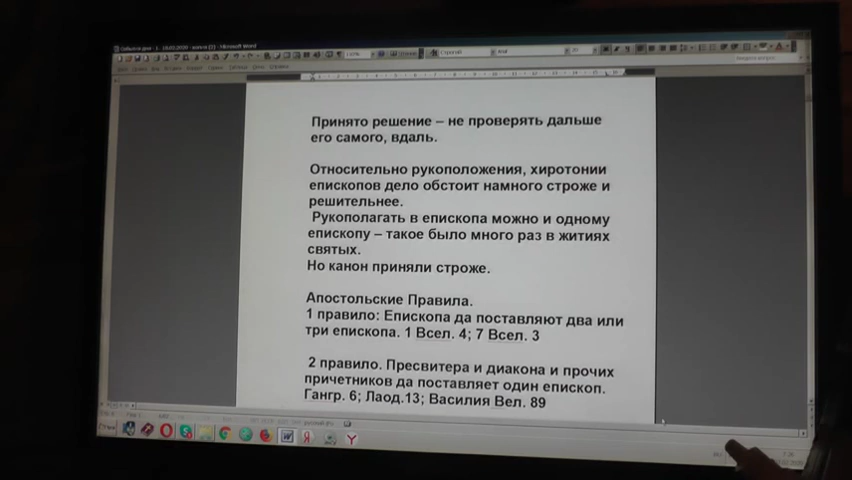 Microsoft Word
Принято решение – не проверять дальше
его самого, вдаль.
Относительно рукоположения, хиротонии
епископов дело обстоит намного строже и
решительнее.
Рукополагать в епископа можно и одному
епископу – такое было много раз в житиях
святых.
Но канон приняли строже.
Апостольские Правила.
1 правило: Епископа да поставляют два или
три епископа. 1 Всел. 4; 7 Всел. 3
2 правило. Пресвитера и диакона и прочих
причетников да поставляет один епископ.
Гангр. 6; Лаод.13; Василия Вел. 89